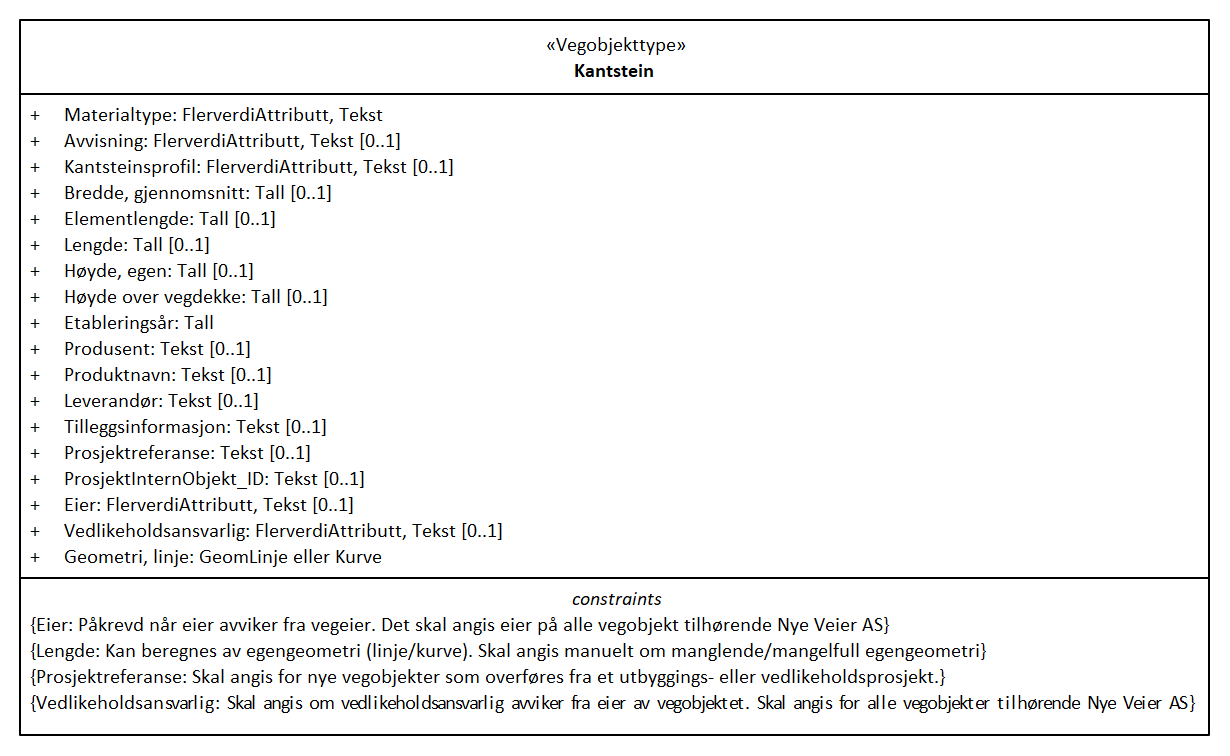 «Vegobjekttype»
Kantstein
+ Materialtype: FlerverdiAttributt, Tekst
+ Avvisning: FlerverdiAttributt, Tekst [0..1]
+ Kantsteinsprofil: FlerverdiAttributt, Tekst [0..1]
+ Bredde, gjennomsnitt: Tall [0..1]
+ Elementlengde: Tall [0..1]
+ Lengde: Tall [0..1]
+ Høyde, egen: Tall [0..1]
+ Høyde over vegdekke: Tall [0..1]
+ Etableringsår: Tall
+ Produsent: Tekst [0..1]
+ Produktnavn: Tekst [0..1]
+ Leverandør: Tekst [0..1]
+ Tilleggsinformasjon: Tekst [0..1]
+ Prosjektreferanse: Tekst [0..1]
+ ProsjektInternObjekt_ID: Tekst [0..1]
+ Eier: FlerverdiAttributt, Tekst [0..1]
+ Vedlikeholdsansvarlig: FlerverdiAttributt, Tekst [0..1]
+ Geometri, linje: GeomLinje eller Kurve
constraints
{Eier: Påkrevd når eier avviker fra vegeier. Det skal angis eier på alle vegobjekt tilhørende Nye Veier AS}
{Lengde: Kan beregnes av egengeometri (linje/kurve). Skal angis manuelt om manglende/mangelfull egengeometri}
{Prosjektreferanse: Skal angis for nye vegobjekter som overføres fra et utbyggings- eller vedlikeholdsprosjekt.}
{Vedlikeholdsansvarlig: Skal angis om vedlikeholdsansvarlig avviker fra eier av vegobjektet. Skal angis for alle vegobjekter tilhørende Nye Veier AS}